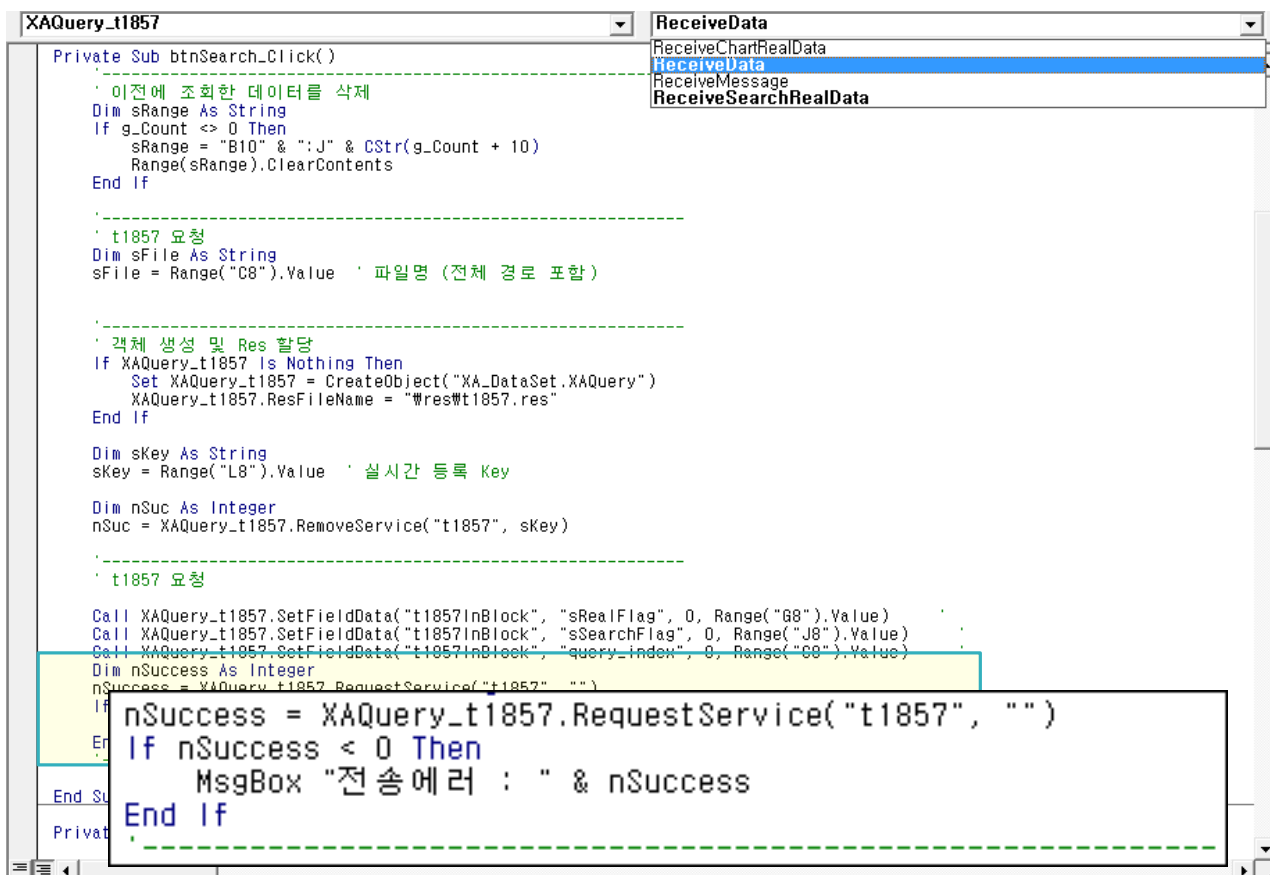 XAQuery_t1857
ReceiveData
ReceiveChartRealData
ReceiveData
ReceiveMessage
ReceiveSearchRealData
Private Sub btnSearch_Click()
'------------------------------------------------------------
' 이전에 조회한 데이터를 삭제
Dim sRange As String
If g_Count <> 0 Then
sRange = "B10" & ":J" & CStr(g_Count + 10)
Range(sRange).ClearContents
End If
'------------------------------------------------------------
' t1857 요청
Dim sFile As String
sFile = Range("C8").Value ' 파일명 (전체 경로 포함)
'------------------------------------------------------------
' 객체 생성 및 Res 할당
If XAQuery_t1857 Is Nothing Then
Set XAQuery_t1857 = CreateObject("XA_DataSet.XAQuery")
XAQuery_t1857.ResFileName = "₩res₩t1857.res"
End If
Dim sKey As String
sKey = Range("L8").Value ' 실시간 등록 Key
Dim nSuc As Integer
nSuc = XAQuery_t1857.RemoveService("t1857", sKey)
'------------------------------------------------------------
' t1857 요청
Call XAQuery_t1857.SetFieldData("t1857InBlock", "sRealFlag", 0, Range("G8").Value) '
Call XAQuery_t1857.SetFieldData("t1857InBlock", "sSearchFlag", 0, Range("J8").Value) '
Call XAQuery_t1857.SetFieldData("t1857InBlock", "query_index", 0, Range("C8").Value) '
Dim nSuccess As Integer
nSuccess = XAQuery_t1857.RequestService("t1857", "")
If
nSuccess = XAQuery_t1857.RequestService("t1857", "")
If nSuccess < 0 Then
MsgBox "전송에러 : " & nSuccess
End If
'------------------------------------------------------------
End Su
Privat